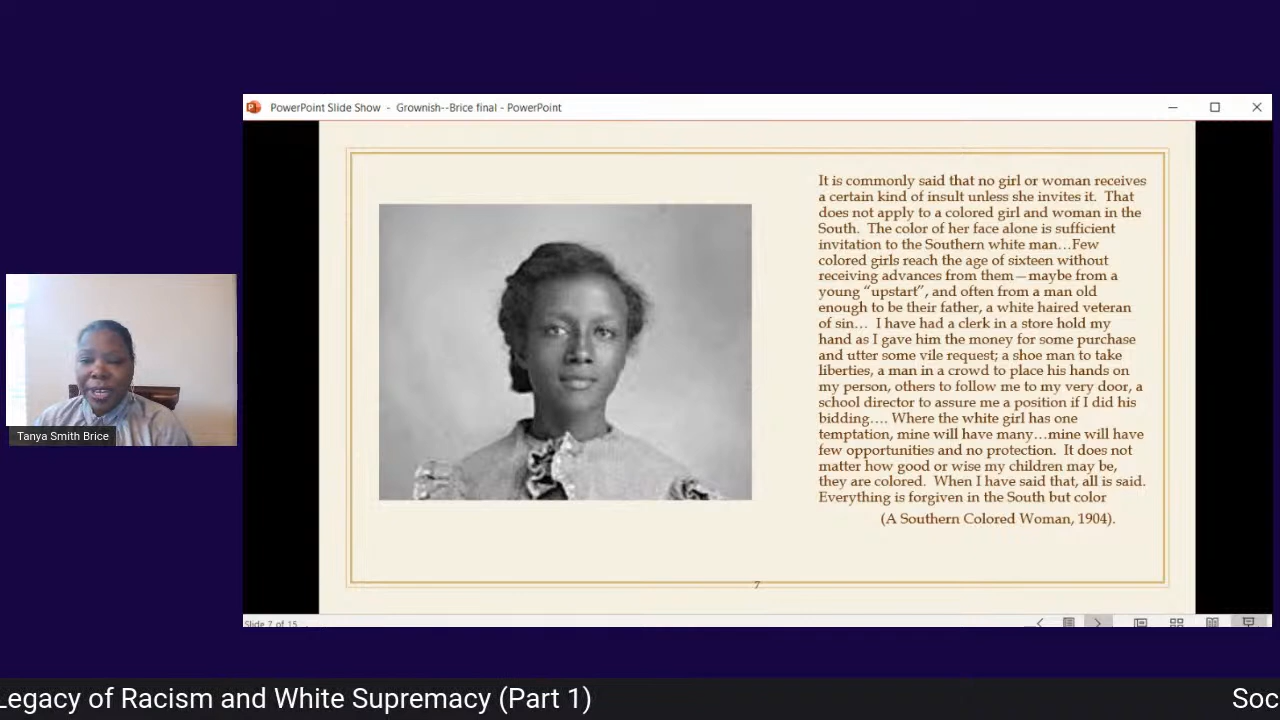 PowerPoint Slide Show - Grownish--Brice final - PowerPoint
It is commonly said that no girl or woman receives
a certain kind of insult unless she invites it. That
does not apply to a colored girl and woman in the
South. The color of her face alone is sufficient
invitation to the Southern white man…Few
colored girls reach the age of sixteen without
receiving advances from them—maybe from a
young “upstart”, and often from a man old
enough to be their father, a white haired veteran
of sin… I have had a clerk in a store hold my
hand as I gave him the money for some purchase
and utter some vile request; a shoe man to take
liberties, a man in a crowd to place his hands on
my person, others to follow me to my very door, a
school director to assure me a position if I did his
bidding…. Where the white girl has one
temptation, mine will have many…mine will have
few opportunities and no protection. It does not
matter how good or wise my children may be,
they are colored. When I have said that, all is said.
Everything is forgiven in the South but color
(A Southern Colored Woman, 1904).
7
Slide 7 of 15
Tanya Smith Brice
Legacy of Racism and White Supremacy (Part 1)
Soc